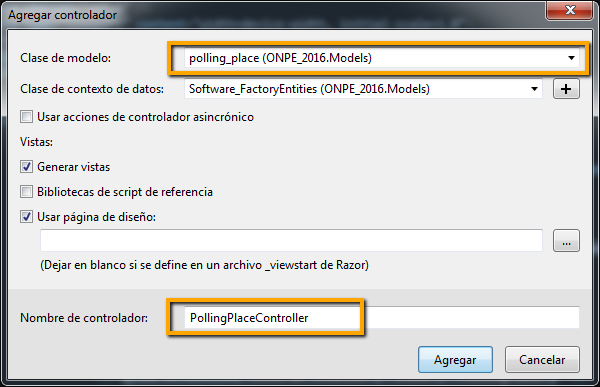 Agregar controlador
Clase de modelo:
polling_place (ONPE_2016.Models)
Clase de contexto de datos:
Software_FactoryEntities (ONPE_2016.Models)
+
Usar acciones de controlador asincrónico
Vistas:
Generar vistas
Bibliotecas de script de referencia
Usar página de diseño:
...
(Dejar en blanco si se define en un archivo _viewstart de Razor)
Nombre de controlador:
PollingPlaceController
Agregar
Cancelar